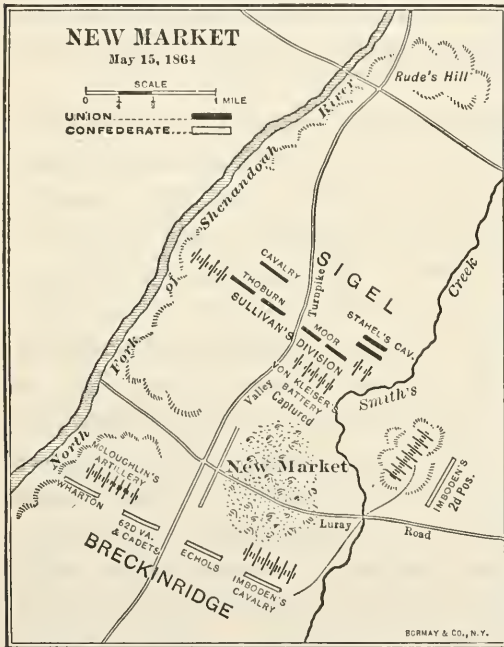 NEW MARKET
May 15, 1864
SCALE
0 ¼ ½ 1 MILE
UNION
CONFEDERATE
Rude's Hill
North Fork of Shenandoah River
SIGEL
Creek
CAVALRY
THOBURN
SULLIVAN'S DIVISION
MOOR
STAHEL'S CAV.
Turnpike
VON KLEISER'S
BATTERY
Captured
Valley
Smith's
McLOUGHLIN'S
ARTILLERY
WHARTON
New Market
IMBODEN'S
2d Pos.
Luray
Road
62D VA.
& CADETS
ECHOLS
IMBODEN'S
CAVALRY
BRECKINRIDGE
BORMAY & CO., N.Y.